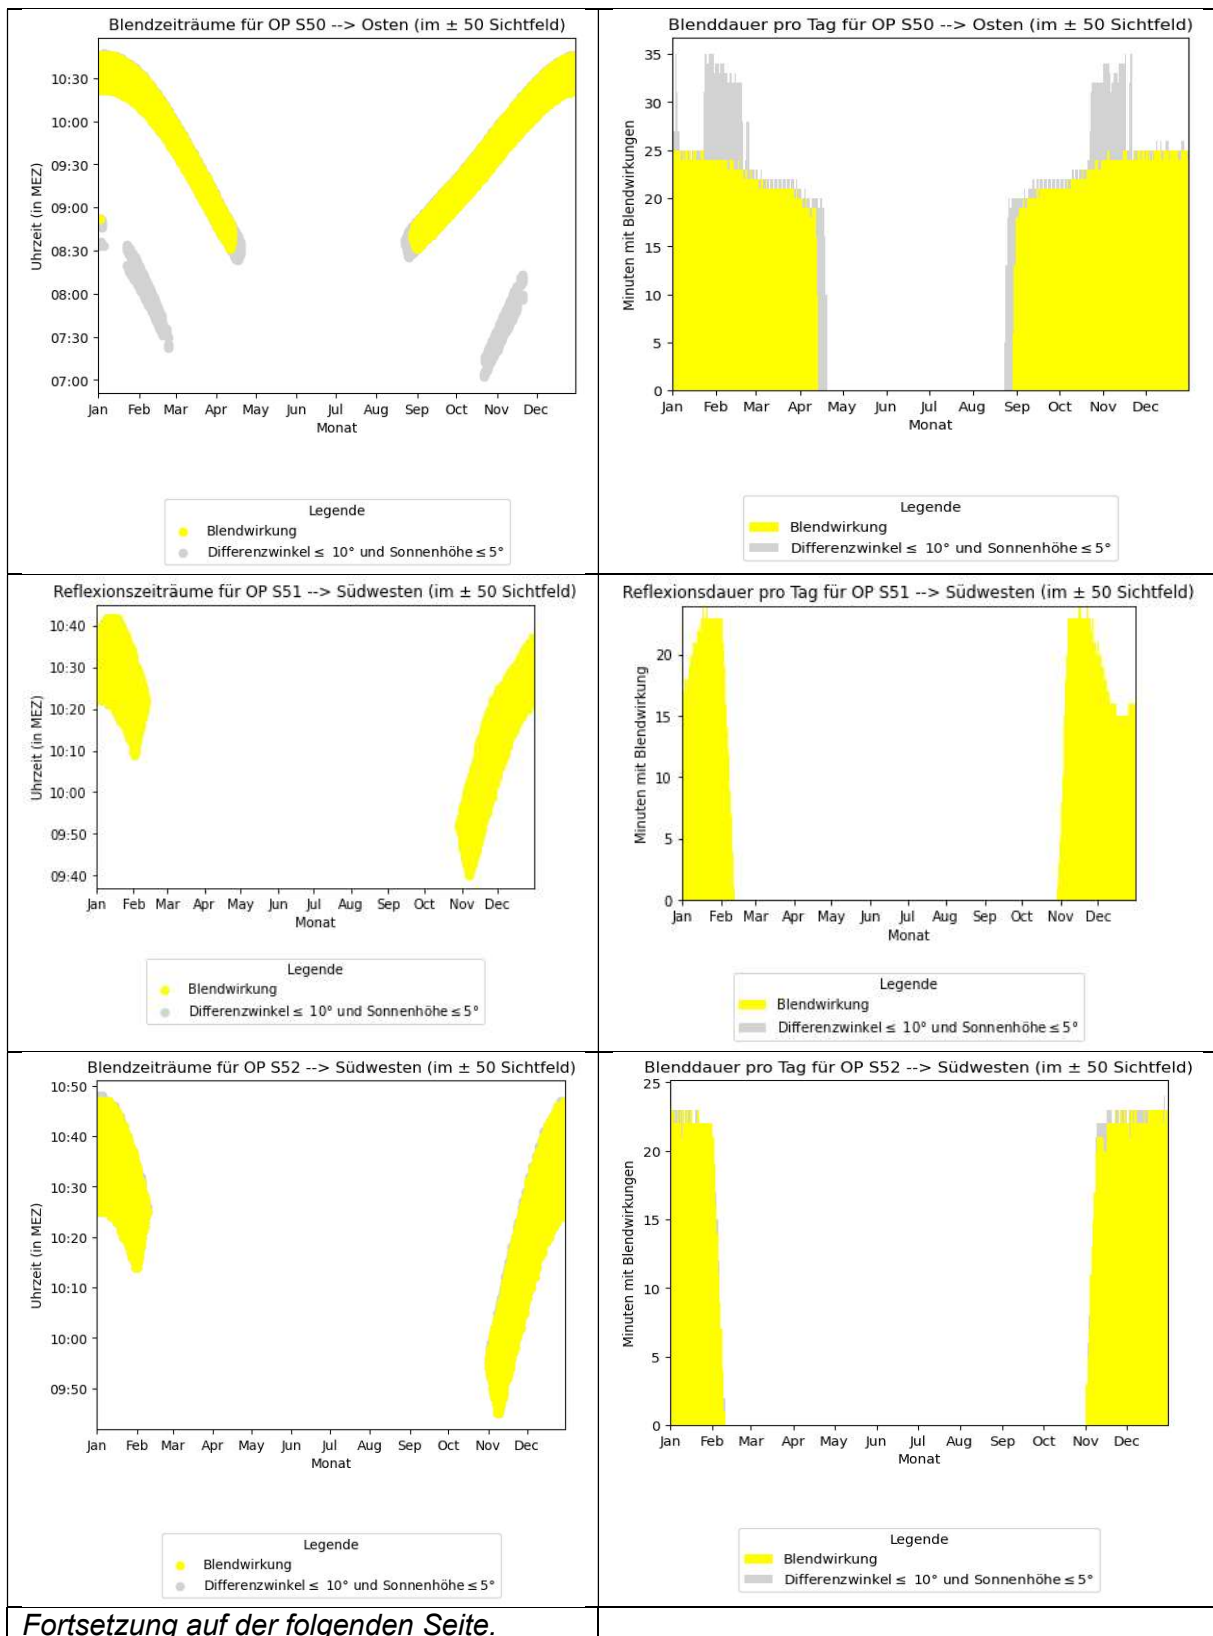 Blendzeiträume für OP S50 --> Osten (im ± 50 Sichtfeld)
Uhrzeit (in MEZ)
10:30
10:00
09:30
09:00
08:30
08:00
07:30
07:00
Jan Feb Mar Apr May Jun Jul Aug Sep Oct Nov Dec
Monat
Legende
Blendwirkung
Differenzwinkel ≤ 10° und Sonnenhöhe ≤ 5°
Blenddauer pro Tag für OP S50 --> Osten (im ± 50 Sichtfeld)
Minuten mit Blendwirkungen
35
30
25
20
15
10
5
0
Jan Feb Mar Apr May Jun Jul Aug Sep Oct Nov Dec
Monat
Legende
Blendwirkung
Differenzwinkel ≤ 10° und Sonnenhöhe ≤ 5°
Reflexionszeiträume für OP S51 --> Südwesten (im ± 50 Sichtfeld)
Uhrzeit (in MEZ)
10:40
10:30
10:20
10:10
10:00
09:50
09:40
Jan Feb Mar Apr May Jun Jul Aug Sep Oct Nov Dec
Monat
Legende
Blendwirkung
Differenzwinkel ≤ 10° und Sonnenhöhe ≤ 5°
Reflexionsdauer pro Tag für OP S51 --> Südwesten (im ± 50 Sichtfeld)
Minuten mit Blendwirkung
20
15
10
5
0
Jan Feb Mar Apr May Jun Jul Aug Sep Oct Nov Dec
Monat
Legende
Blendwirkung
Differenzwinkel ≤ 10° und Sonnenhöhe ≤ 5°
Blendzeiträume für OP S52 --> Südwesten (im ± 50 Sichtfeld)
Uhrzeit (in MEZ)
10:50
10:40
10:30
10:20
10:10
10:00
09:50
Jan Feb Mar Apr May Jun Jul Aug Sep Oct Nov Dec
Monat
Legende
Blendwirkung
Differenzwinkel ≤ 10° und Sonnenhöhe ≤ 5°
Blenddauer pro Tag für OP S52 --> Südwesten (im ± 50 Sichtfeld)
Minuten mit Blendwirkungen
25
20
15
10
5
0
Jan Feb Mar Apr May Jun Jul Aug Sep Oct Nov Dec
Monat
Legende
Blendwirkung
Differenzwinkel ≤ 10° und Sonnenhöhe ≤ 5°
Fortsetzung auf der folgenden Seite.